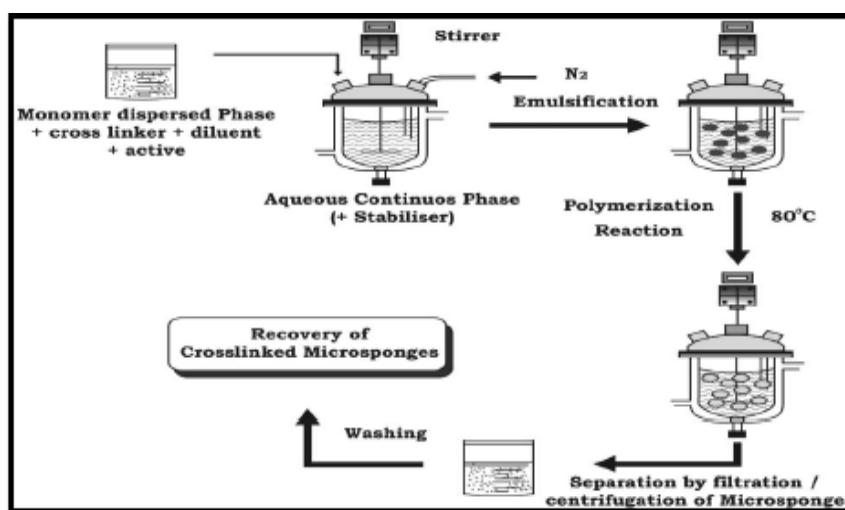 Stirrer
N2
Emulsification
Monomer dispersed Phase
+ cross linker + diluent
+ active
Aqueous Continuos Phase
(+ Stabiliser)
Polymerization
Reaction
80°C
Recovery of
Crosslinked Microsponges
Washing
Separation by filtration /
centrifugation of Microsponge